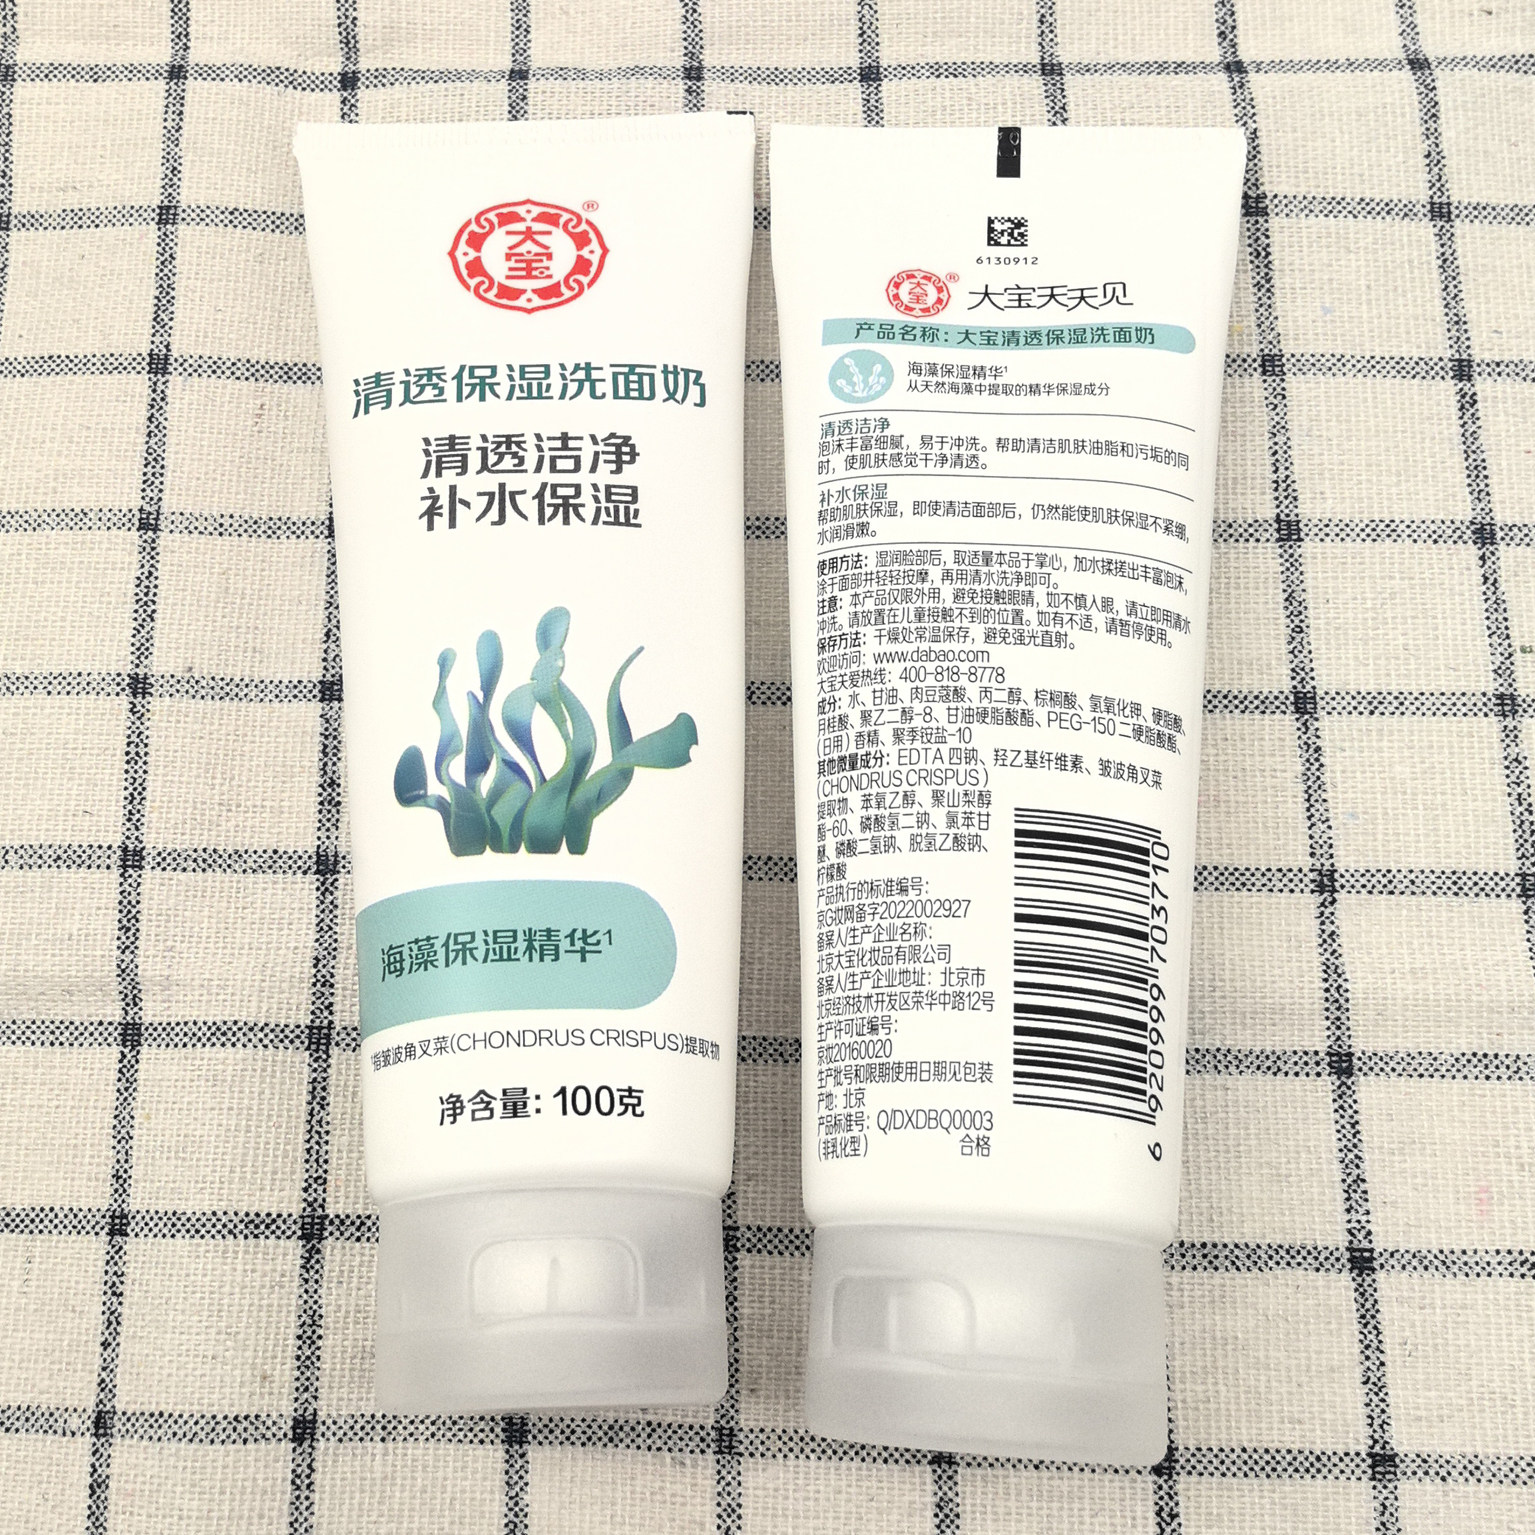 大宝
®
清透保湿洗面奶
清透洁净
补水保湿
海藻保湿精华¹
¹指皱波角叉菜(CHONDRUS CRISPUS)提取物
净含量：100克
6130912
大宝
®
大宝天天见
产品名称：大宝清透保湿洗面奶
海藻保湿精华¹
从天然海藻中提取的精华保湿成分
清透洁净
泡沫丰富细腻，易于冲洗。帮助清洁肌肤油脂和污垢的同
时，使肌肤感觉干净清透。
补水保湿
帮助肌肤保湿，即使清洁面部后，仍然能使肌肤保湿不紧绷，
水润滑嫩。
使用方法：湿润脸部后，取适量本品于掌心，加水揉搓出丰富泡沫，
涂于面部并轻轻按摩，再用清水洗净即可。
注意：本产品仅限外用，避免接触眼睛，如不慎入眼，请立即用清水
冲洗。请放置在儿童接触不到的位置。如有不适，请暂停使用。
保存方法：干燥处常温保存，避免强光直射。
欢迎访问：www.dabao.com
大宝关爱热线：400-818-8778
成分：水、甘油、肉豆蔻酸、丙二醇、棕榈酸、氢氧化钾、硬脂酸、
月桂酸、聚乙二醇-8、甘油硬脂酸酯、PEG-150 二硬脂酸酯、
(日用)香精、聚季铵盐-10
其他微量成分：EDTA 四钠、羟乙基纤维素、皱波角叉菜
(CHONDRUS CRISPUS)
提取物、苯氧乙醇、聚山梨醇
酯-60、磷酸氢二钠、氯苯甘
醚、磷酸二氢钠、脱氢乙酸钠、
柠檬酸
产品执行的标准编号：
京G妆网备字2022002927
备案人/生产企业名称：
北京大宝化妆品有限公司
备案人/生产企业地址：北京市
北京经济技术开发区荣华中路12号
生产许可证编号：
京妆20160020
生产批号和限期使用日期见包装
产地：北京
产品标准号：Q/DXDBQ0003
(非乳化型) 合格
6 920999 703710